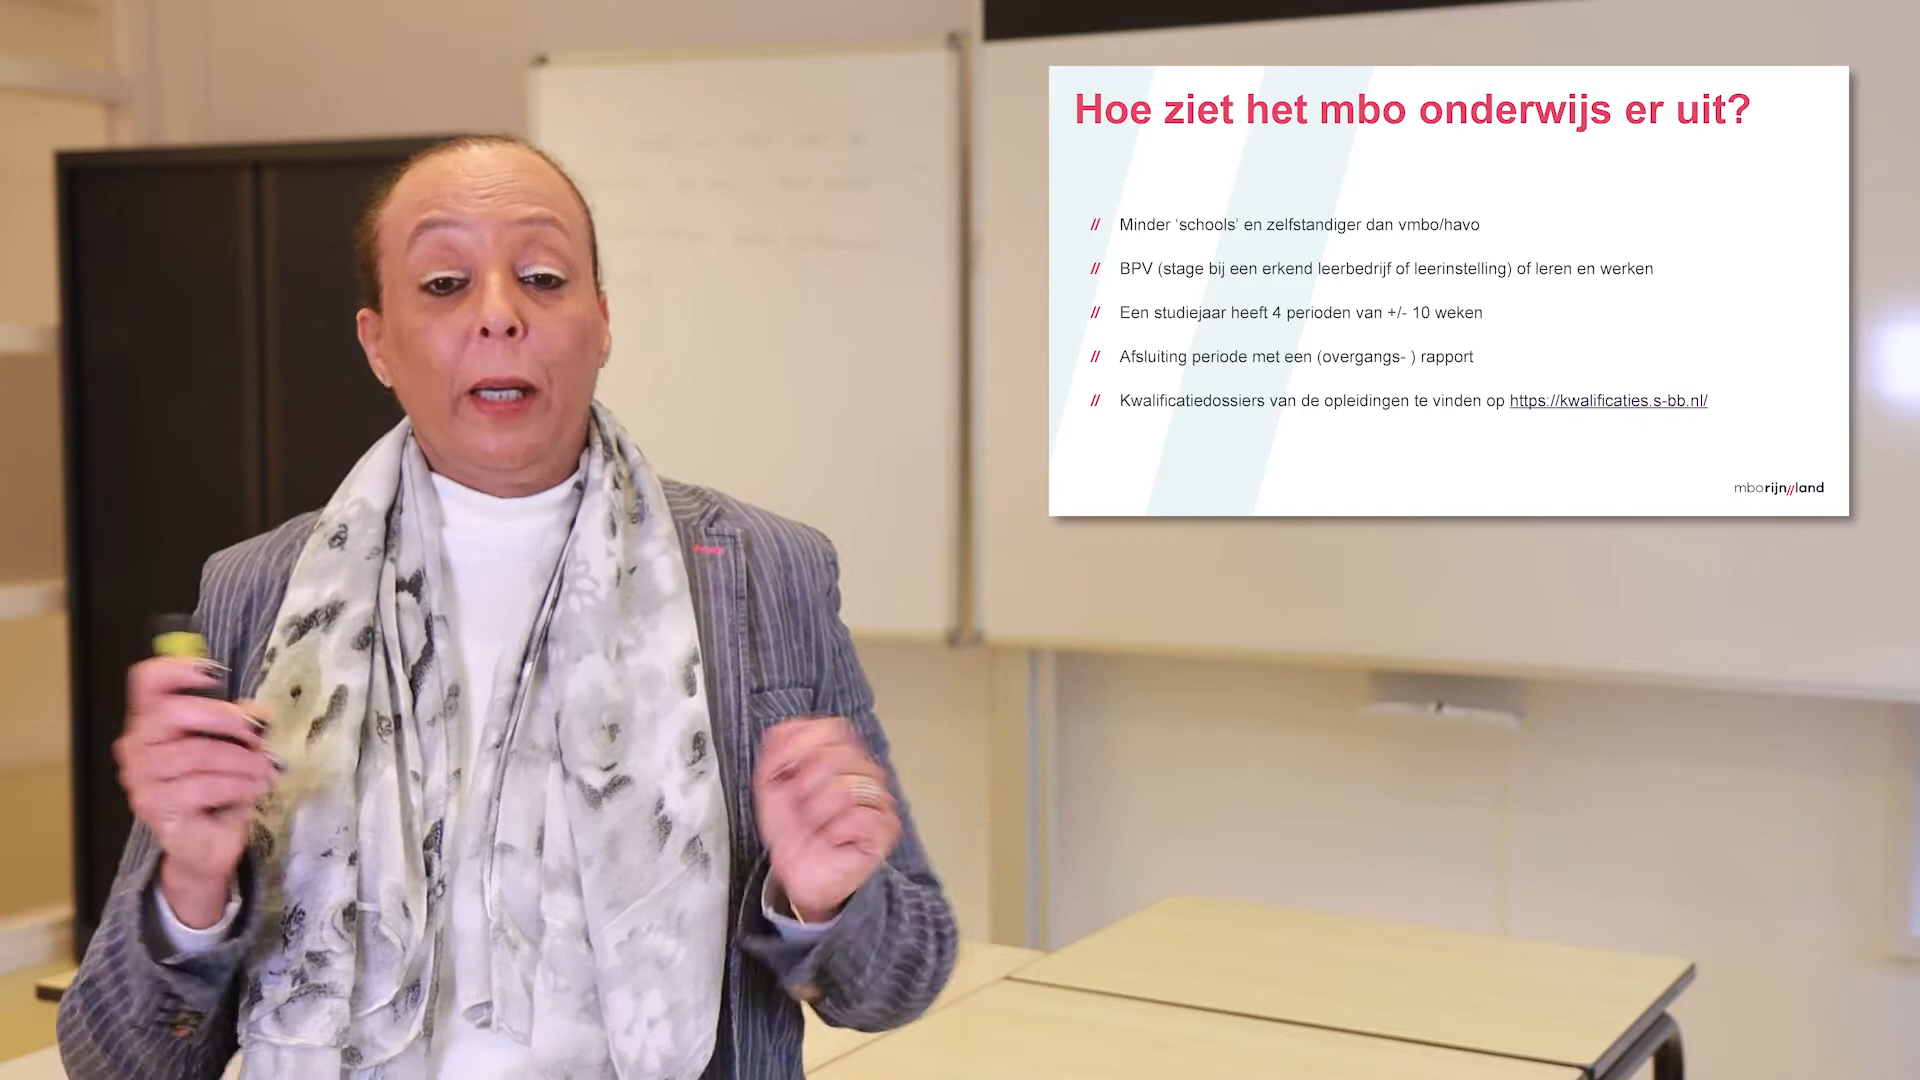 Hoe ziet het mbo onderwijs er uit?
// Minder ‘schools’ en zelfstandiger dan vmbo/havo
// BPV (stage bij een erkend leerbedrijf of leerinstelling) of leren en werken
// Een studiejaar heeft 4 perioden van +/- 10 weken
// Afsluiting periode met een (overgangs- ) rapport
// Kwalificatiedossiers van de opleidingen te vinden op https://kwalificaties.s-bb.nl/
mborijn//land